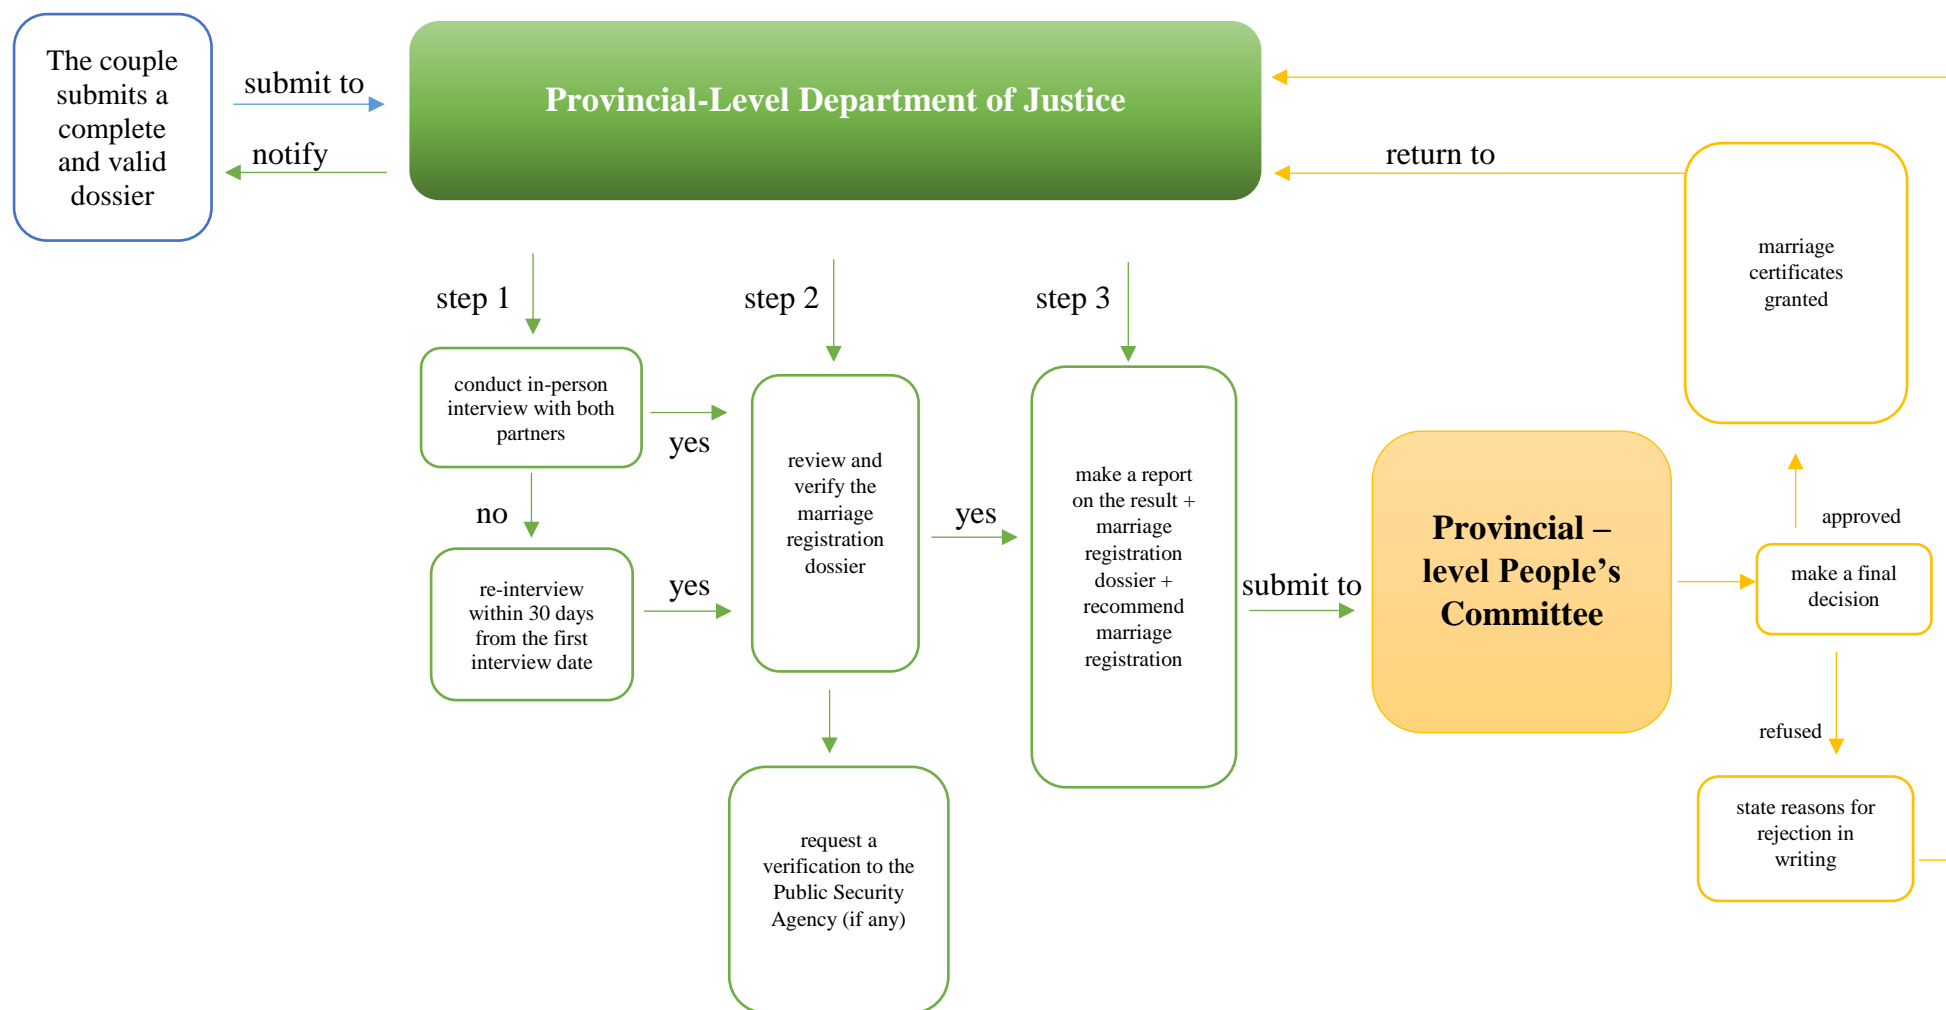 The couple
submits a
complete
and valid
dossier
submit to
notify
Provincial-Level Department of Justice
return to
marriage
certificates
granted
step 1
step 2
step 3
conduct in-person
interview with both
partners
yes
no
re-interview
within 30 days
from the first
interview date
yes
review and
verify the
marriage
registration
dossier
yes
request a
verification to the
Public Security
Agency (if any)
make a report
on the result +
marriage
registration
dossier +
recommend
marriage
registration
submit to
Provincial –
level People’s
Committee
approved
make a final
decision
refused
state reasons for
rejection in
writing